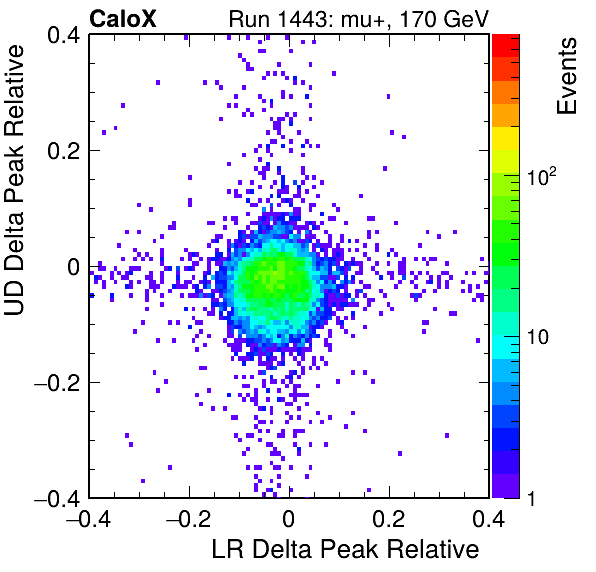 CaloX Run 1443: mu+, 170 GeV
Events
UD Delta Peak Relative
0.4
0.2
0
−0.2
−0.4
−0.4 −0.2 0 0.2 0.4
LR Delta Peak Relative
10²
10
1